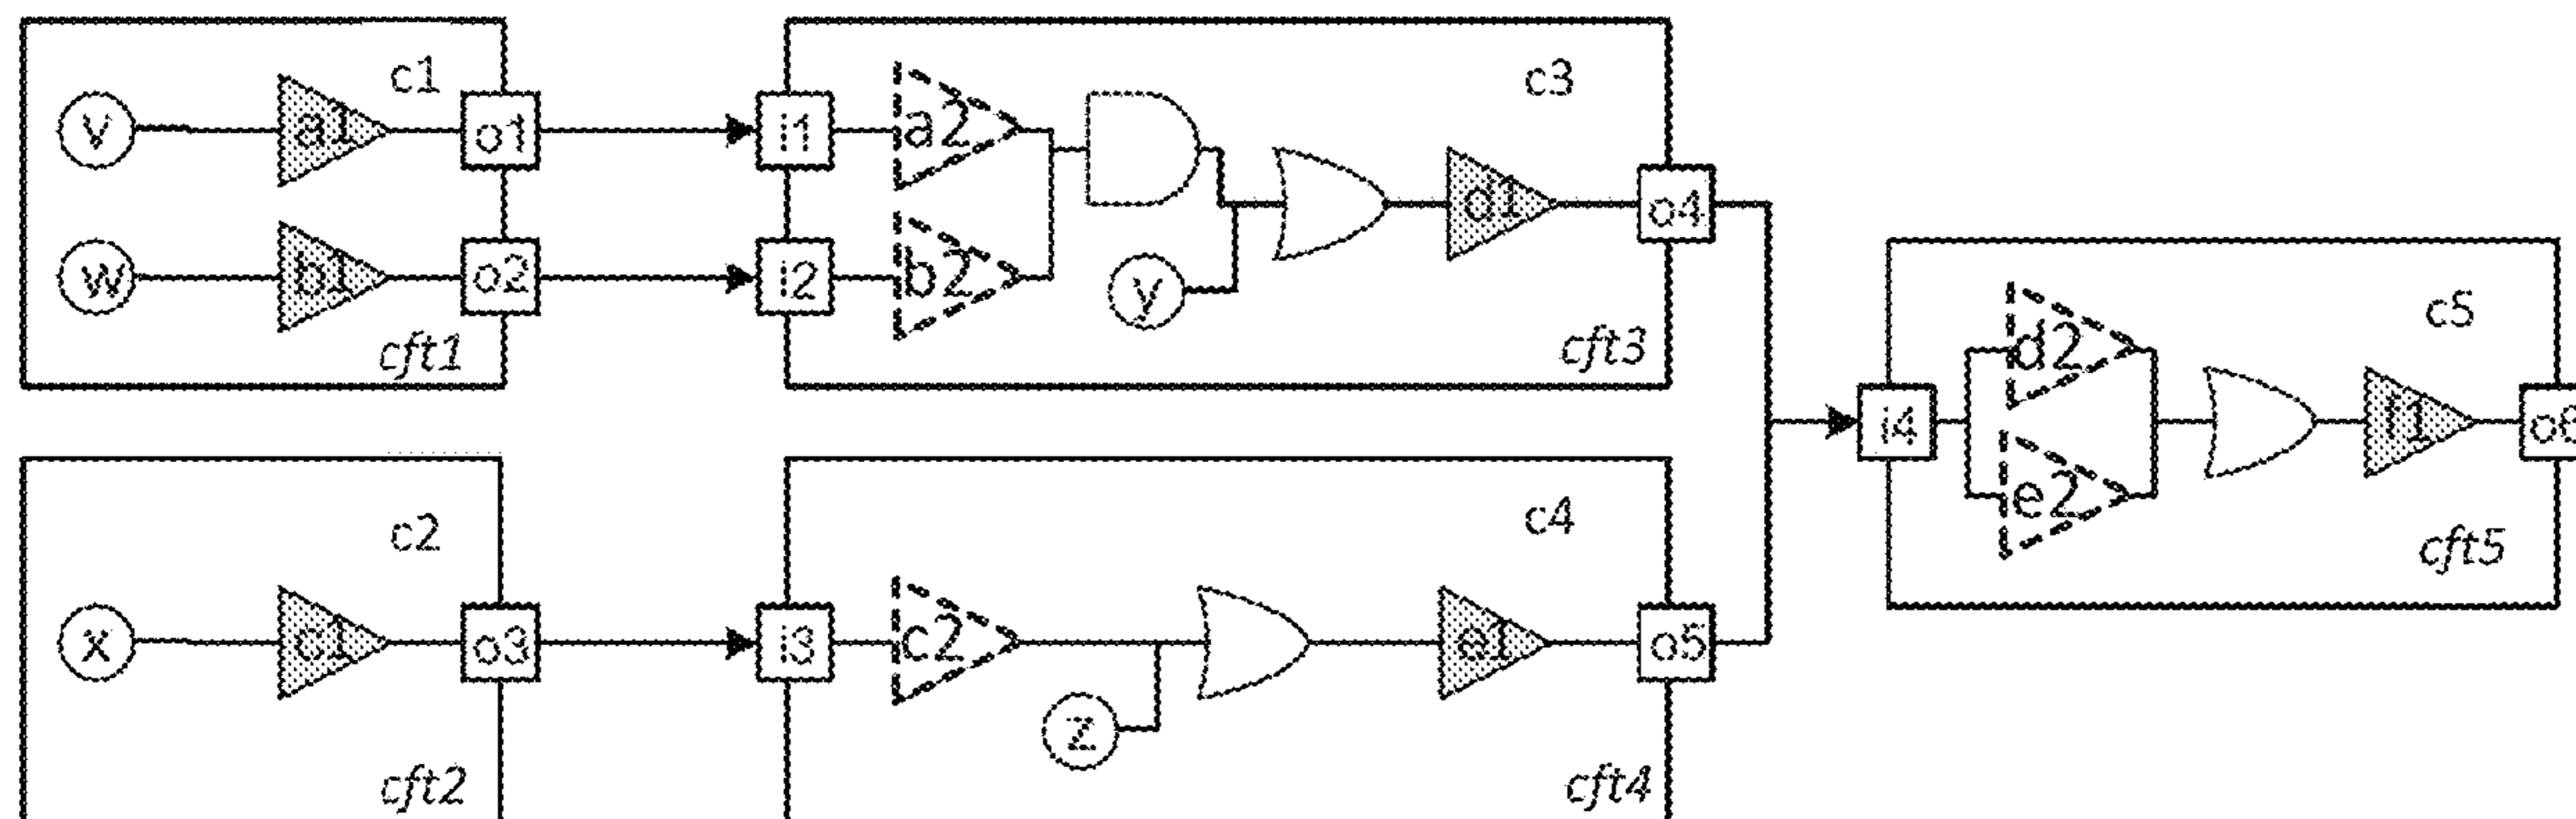 c1
v
a1
o1
w
b1
o2
cft1
c3
i1
a2
i2
b2
y
d1
o4
cft3
c2
x
c1
o3
cft2
c4
i3
c2
z
e1
o5
cft4
c5
i4
d2
e2
f1
cft5